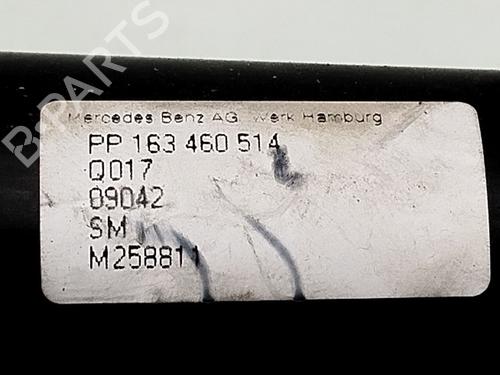 B-PARTS
Mercedes Benz AG, Werk Hamburg
PP 163 460 514
Q017
09042
SM
M258811